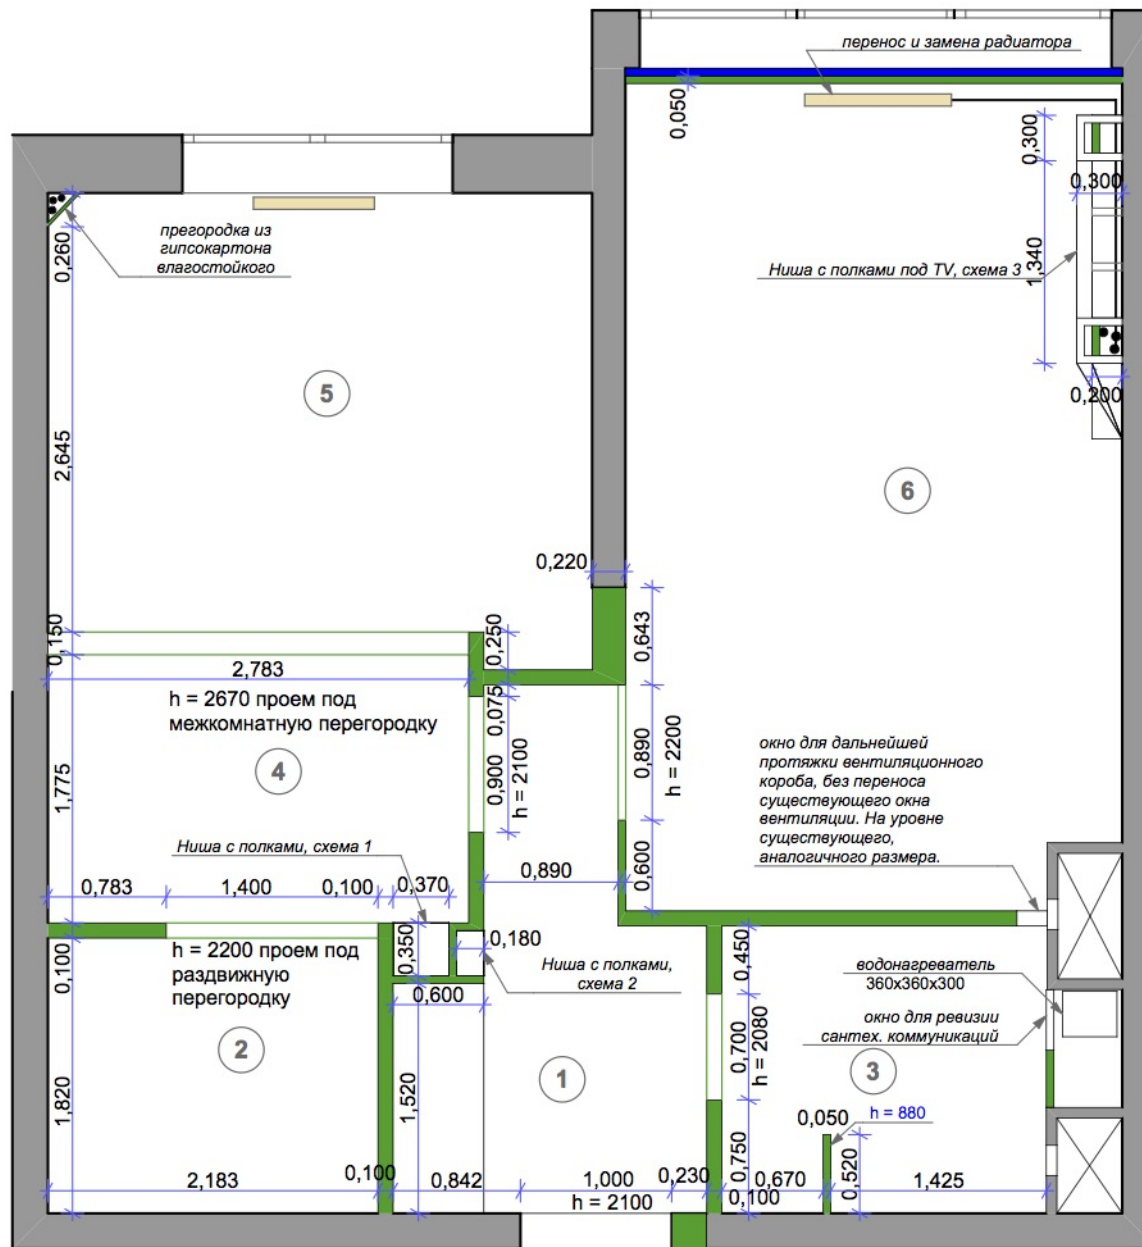 перенос и замена радиатора
0,050
0,300
0,300
прегородка из
гипсокартона
влагостойкого
0,260
Ниша с полками под TV, схема 3
1,340
0,200
5
2,645
6
0,220
0,643
0,150
0,250
2,783
h = 2670 проем под
межкомнатную перегородку
0,075
0,900
h = 2100
0,890
h = 2200
4
1,775
окно для дальнейшей
протяжки вентиляционного
короба, без переноса
существующего окна
вентиляции. На уровне
существующего,
аналогичного размера.
Ниша с полками, схема 1
0,783
1,400
0,100
0,370
0,890
0,600
h = 2200 проем под
раздвижную
перегородку
0,100
0,350
0,180
Ниша с полками,
схема 2
0,450
водонагреватель
360х360х300
0,600
окно для ревизии
сантех. коммуникаций
0,700
h = 2080
2
1
3
1,820
1,520
0,050
h = 880
0,750
0,520
2,183
0,100
0,842
1,000
0,230
0,100
0,670
1,425
h = 2100